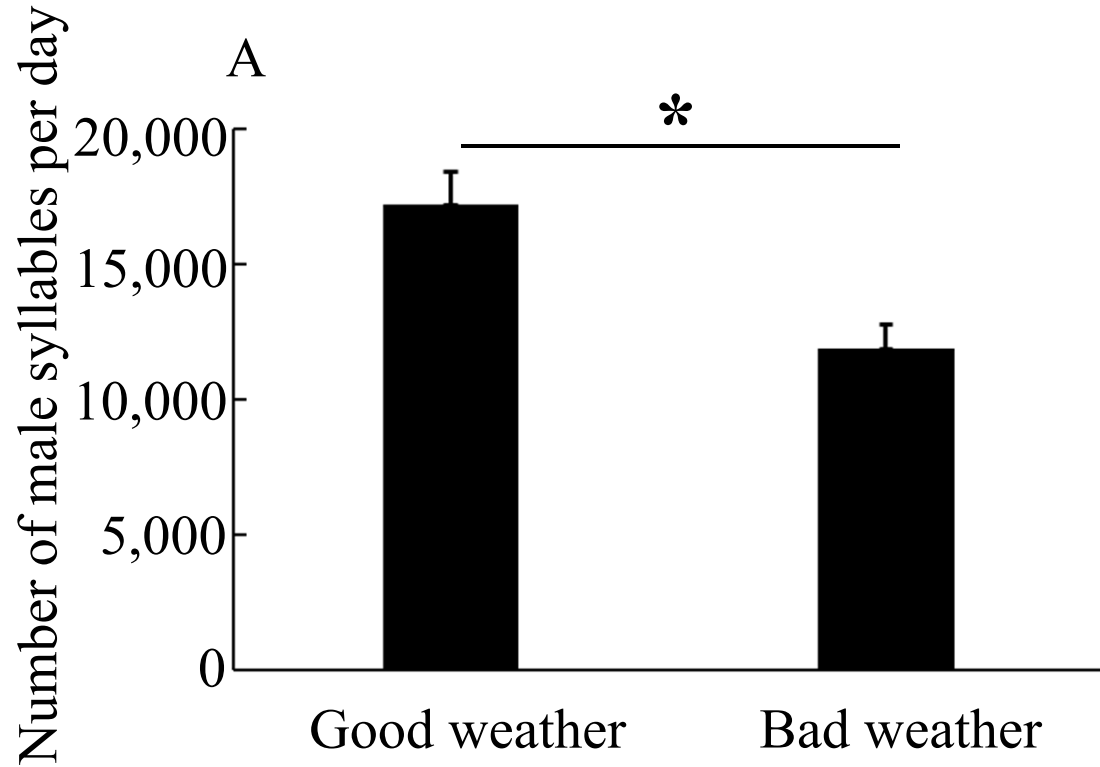 A
Number of male syllables per day
20,000
15,000
10,000
5,000
0
*
Good weather
Bad weather